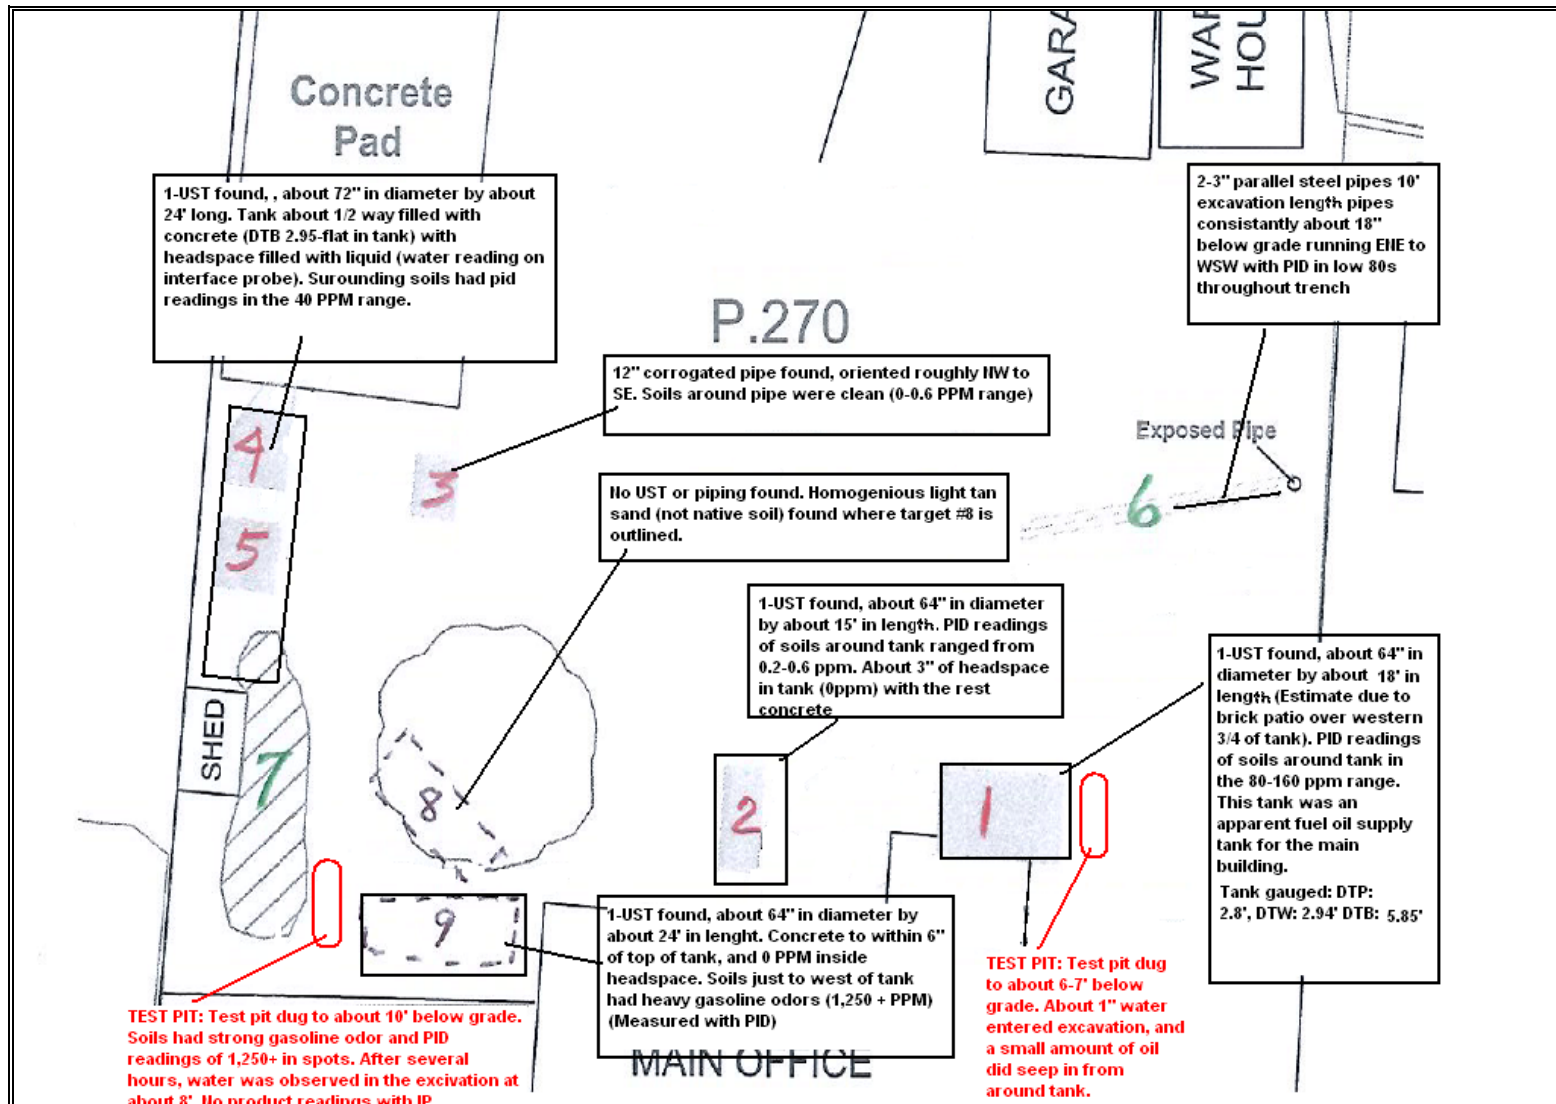 Concrete
Pad
GARA
WAR
HOU
1-UST found, , about 72" in diameter by about
24' long. Tank about 1/2 way filled with
concrete (DTB 2.95-flat in tank) with
headspace filled with liquid (water reading on
interface probe). Surounding soils had pid
readings in the 40 PPM range.
2-3" parallel steel pipes 10'
excavation length pipes
consistantly about 18"
below grade running ENE to
WSW with PID in low 80s
throughout trench
P.270
12" corrogated pipe found, oriented roughly NW to
SE. Soils around pipe were clean (0-0.6 PPM range)
Exposed Pipe
4
3
6
No UST or piping found. Homogenious light tan
sand (not native soil) found where target #8 is
outlined.
5
1-UST found, about 64" in diameter
by about 15' in length. PID readings
of soils around tank ranged from
0.2-0.6 ppm. About 3" of headspace
in tank (0ppm) with the rest
concrete
1-UST found, about 64" in
diameter by about 18' in
length (Estimate due to
brick patio over western
3/4 of tank). PID readings
of soils around tank in
the 80-160 ppm range.
This tank was an
apparent fuel oil supply
tank for the main
building.
Tank gauged: DTP:
2.8', DTW: 2.94' DTB: 5.85'
SHED
7
8
2
1
9
1-UST found, about 64" in diameter by
about 24' in lenght. Concrete to within 6"
of top of tank, and 0 PPM inside
headspace. Soils just to west of tank
had heavy gasoline odors (1,250 + PPM)
(Measured with PID)
MAIN OFFICE
TEST PIT: Test pit dug
to about 6-7' below
grade. About 1" water
entered excavation, and
a small amount of oil
did seep in from
around tank.
TEST PIT: Test pit dug to about 10' below grade.
Soils had strong gasoline odor and PID
readings of 1,250+ in spots. After several
hours, water was observed in the excivation at
about 8'. No product readings with IP